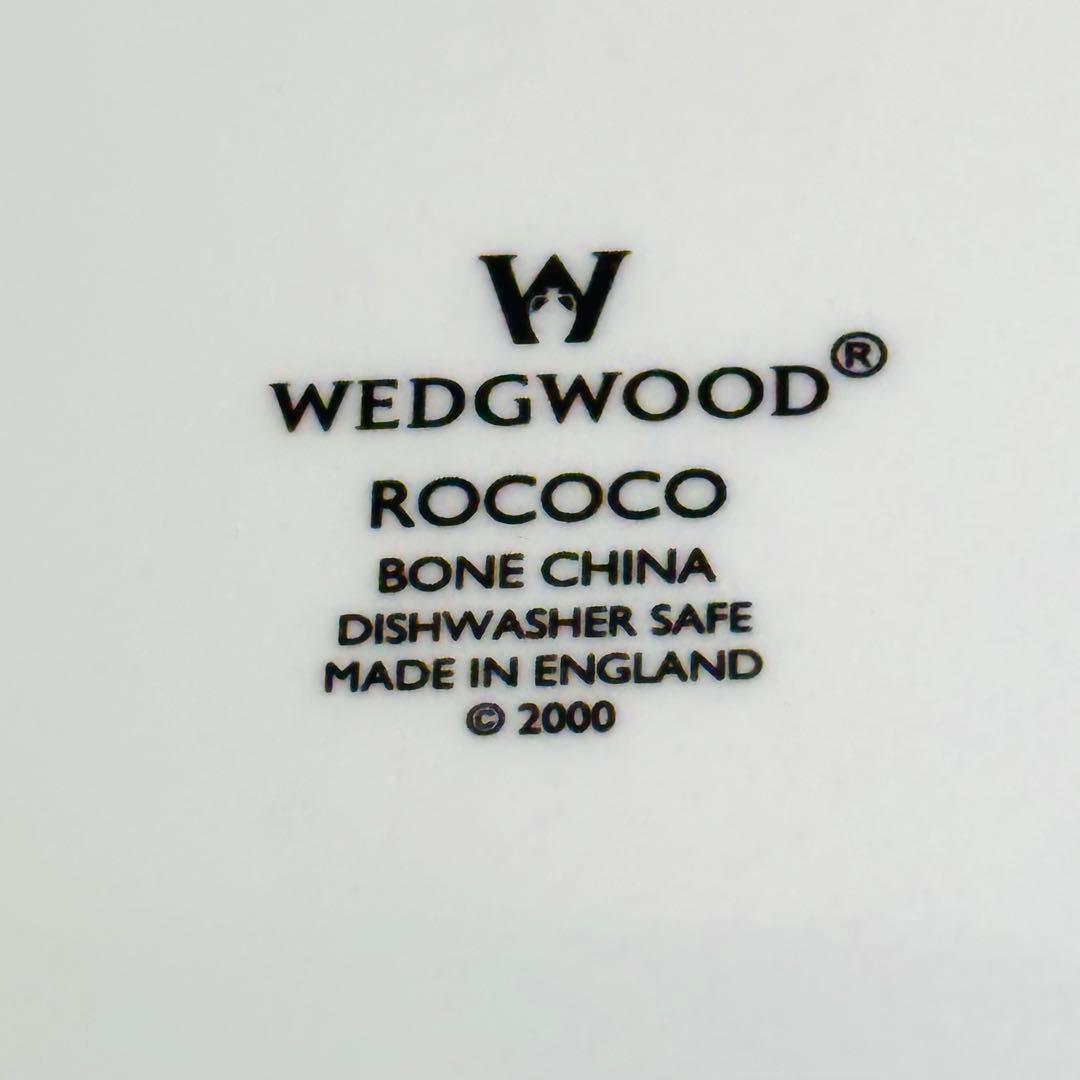 W
WEDGWOOD®
ROCOCO
BONE CHINA
DISHWASHER SAFE
MADE IN ENGLAND
© 2000